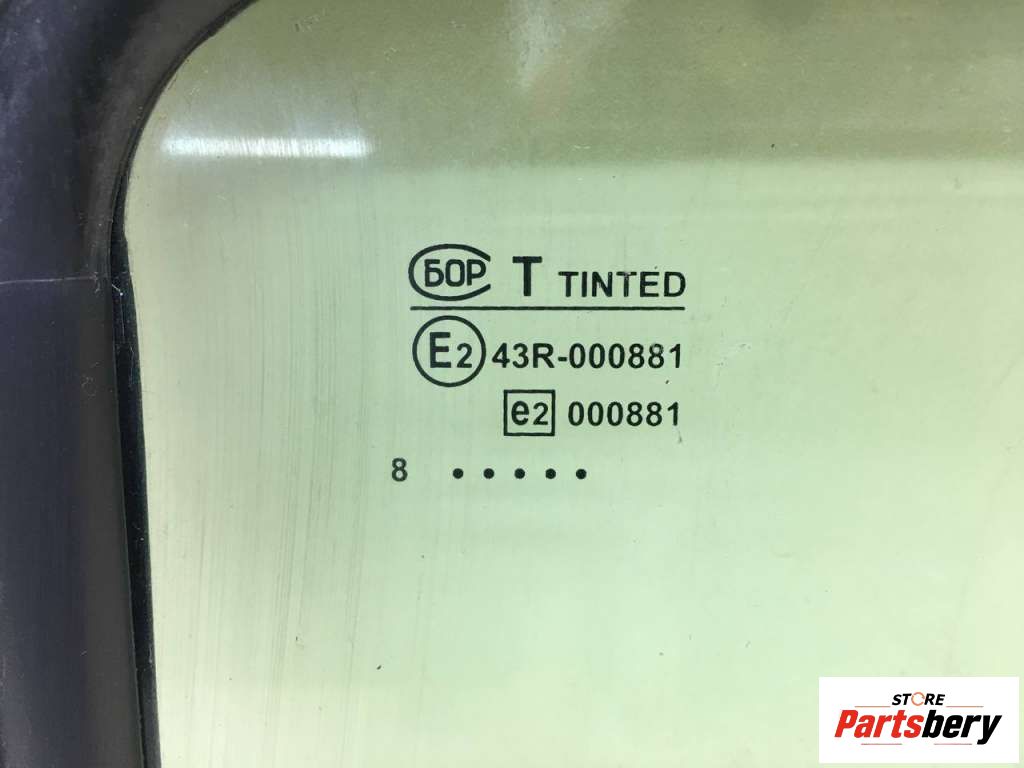 БОР T TINTED
E2 43R-000881
e2 000881
8 • • • • •
STORE
Partsbery